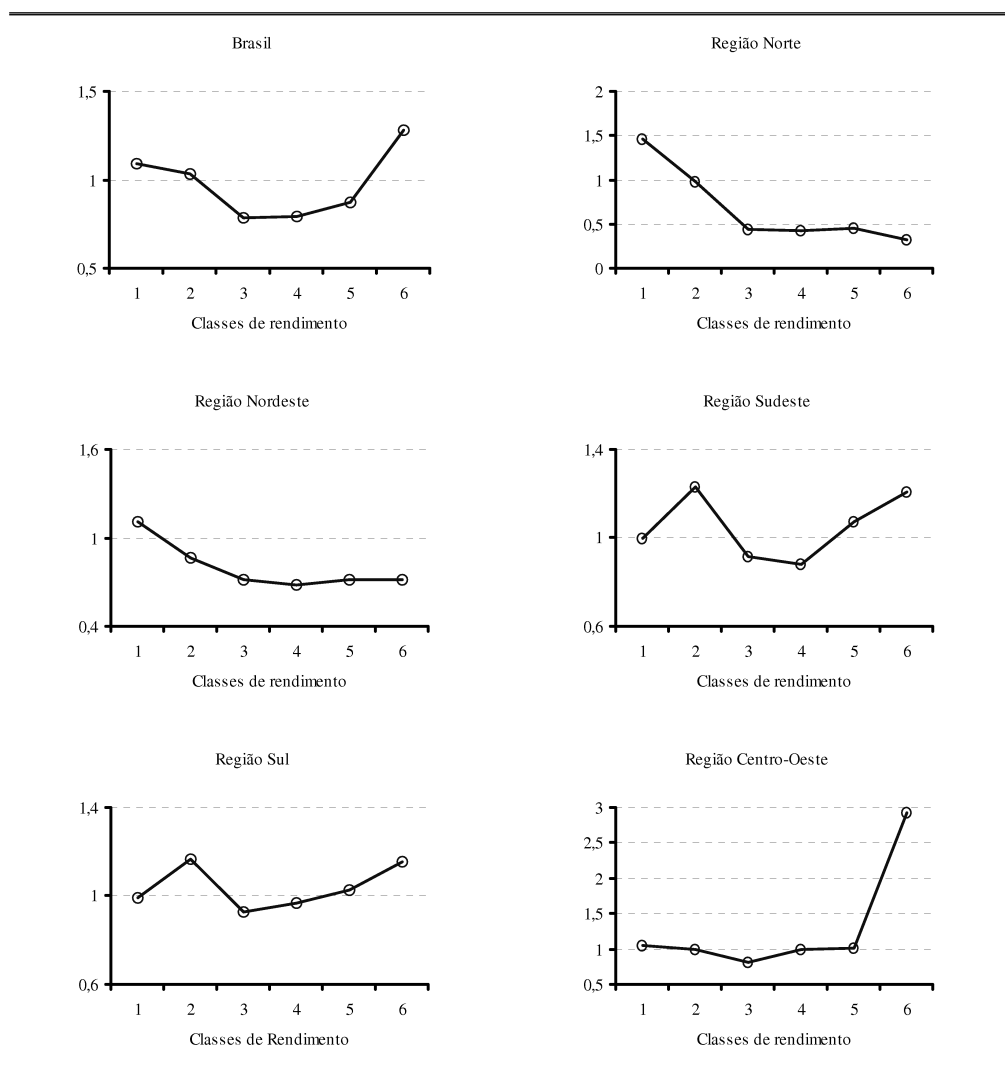 Brasil
1,5
1
0,5
1 2 3 4 5 6
Classes de rendimento
Região Norte
2
1,5
1
0,5
0
1 2 3 4 5 6
Classes de rendimento
Região Nordeste
1,6
1
0,4
1 2 3 4 5 6
Classes de rendimento
Região Sudeste
1,4
1
0,6
1 2 3 4 5 6
Classes de rendimento
Região Sul
1,4
1
0,6
1 2 3 4 5 6
Classes de Rendimento
Região Centro-Oeste
3
2,5
2
1,5
1
0,5
1 2 3 4 5 6
Classes de rendimento